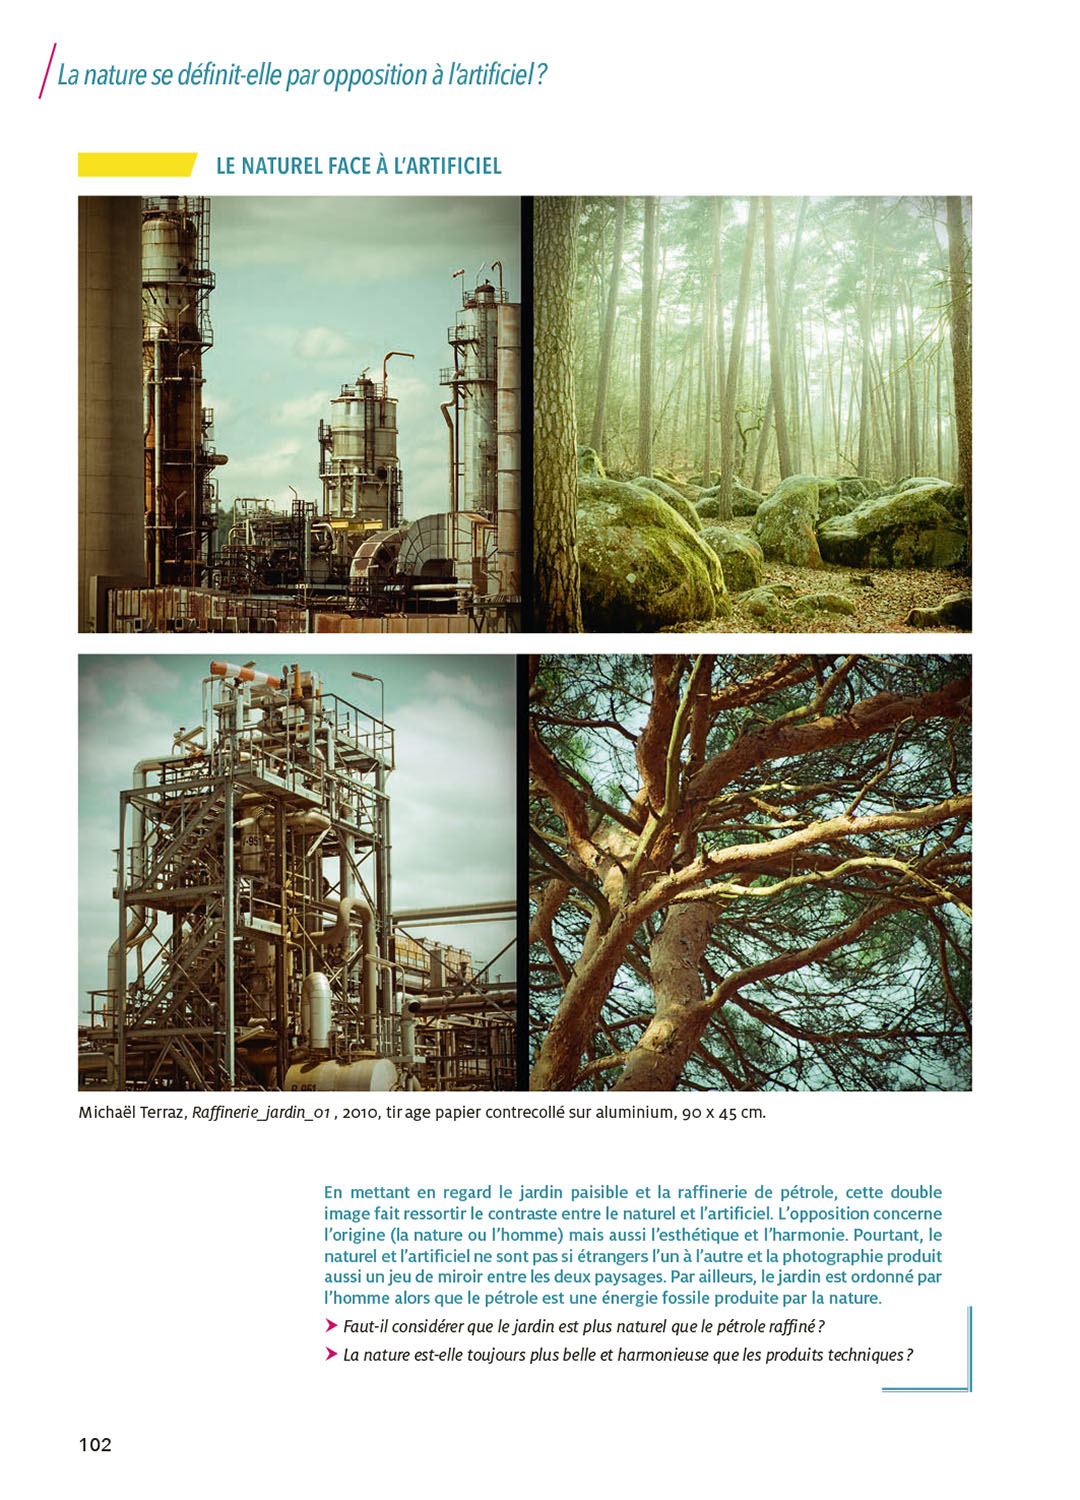 La nature se définit-elle par opposition à l'artificiel ?
LE NATUREL FACE À L'ARTIFICIEL
Michaël Terraz, Raffinerie_jardin_01 , 2010, tir age papier contrecollé sur aluminium, 90 x 45 cm.
En mettant en regard le jardin paisible et la raffinerie de pétrole, cette double
image fait ressortir le contraste entre le naturel et l'artificiel. L'opposition concerne
l'origine (la nature ou l'homme) mais aussi l'esthétique et l'harmonie. Pourtant, le
naturel et l'artificiel ne sont pas si étrangers l'un à l'autre et la photographie produit
aussi un jeu de miroir entre les deux paysages. Par ailleurs, le jardin est ordonné par
l'homme alors que le pétrole est une énergie fossile produite par la nature.
Faut-il considérer que le jardin est plus naturel que le pétrole raffiné ?
La nature est-elle toujours plus belle et harmonieuse que les produits techniques ?
102